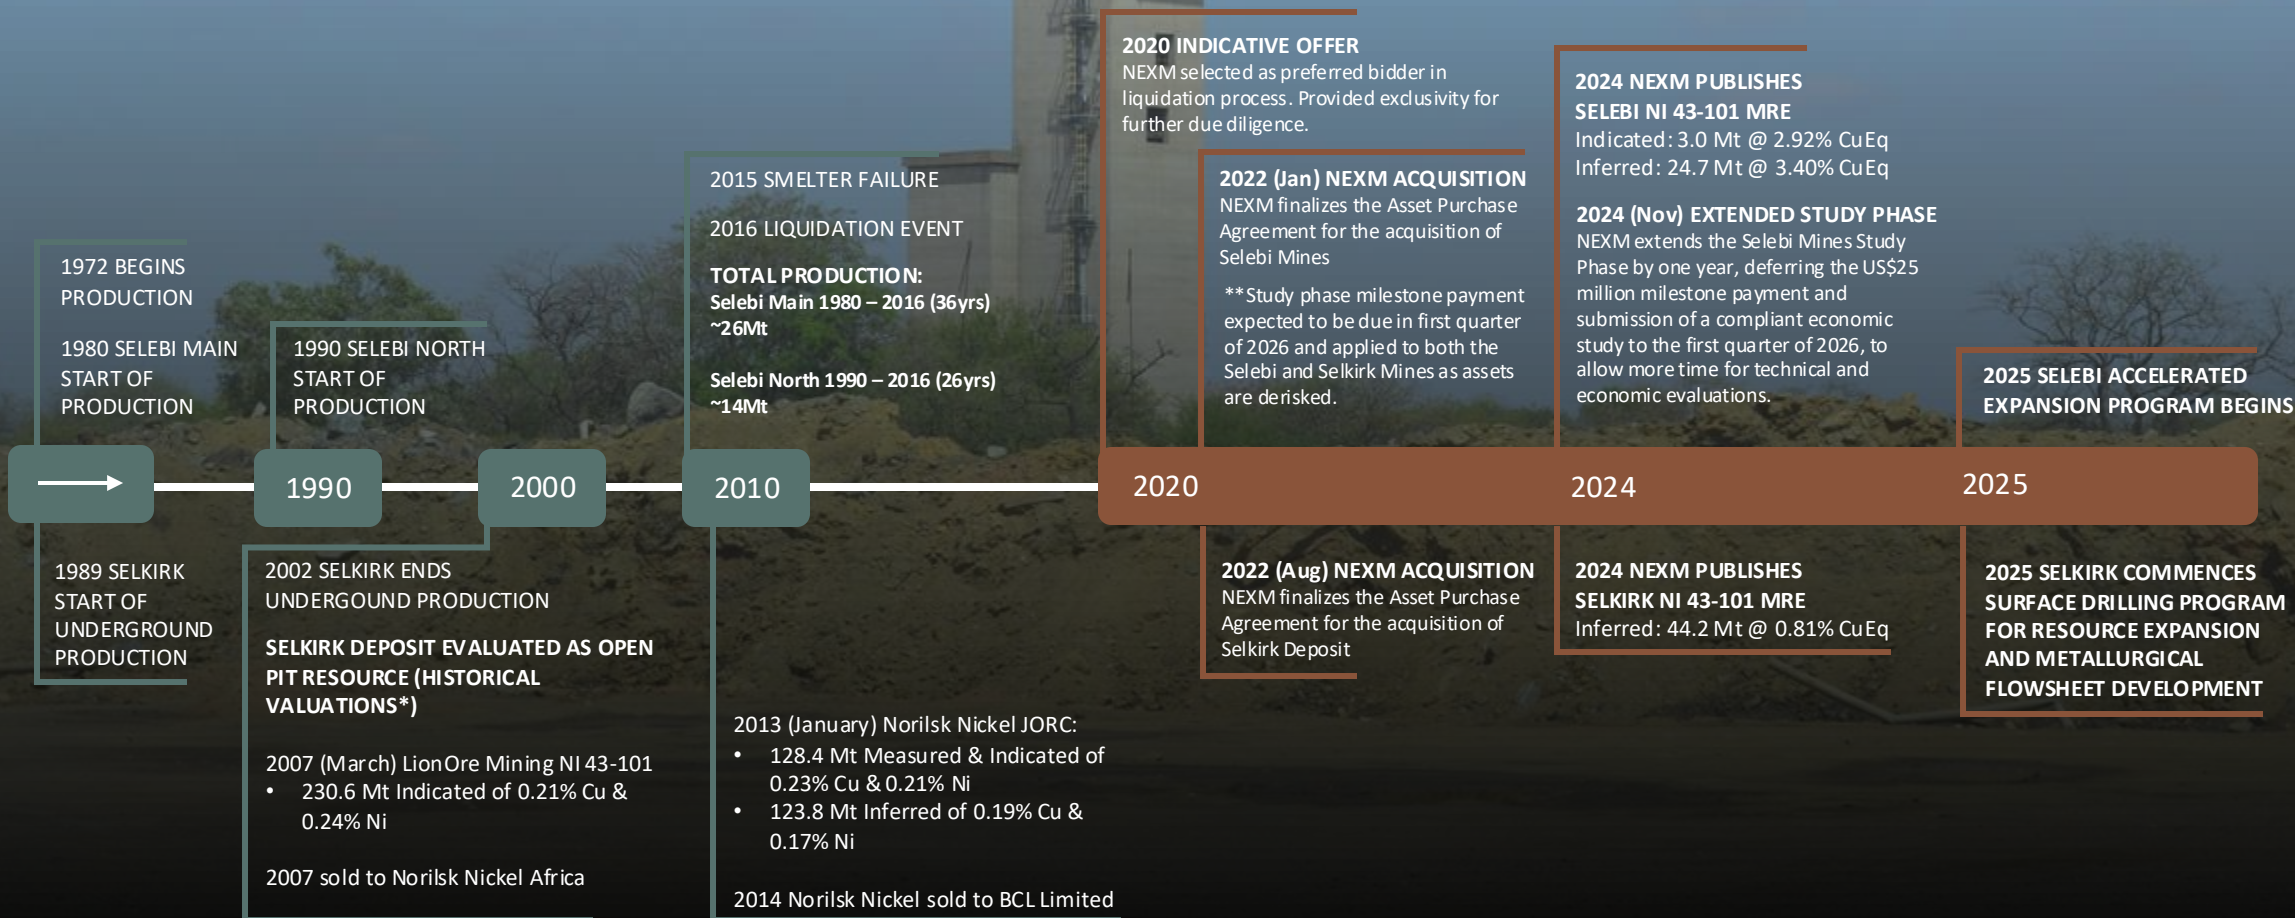 1972 BEGINS
PRODUCTION
1980 SELEBI MAIN
START OF
PRODUCTION
1990 SELEBI NORTH
START OF
PRODUCTION
2015 SMELTER FAILURE
2016 LIQUIDATION EVENT
TOTAL PRODUCTION:
Selebi Main 1980 – 2016 (36yrs)
~26Mt
Selebi North 1990 – 2016 (26yrs)
~14Mt
2020 INDICATIVE OFFER
NEXM selected as preferred bidder in
liquidation process. Provided exclusivity for
further due diligence.
2022 (Jan) NEXM ACQUISITION
NEXM finalizes the Asset Purchase
Agreement for the acquisition of
Selebi Mines
**Study phase milestone payment
expected to be due in first quarter
of 2026 and applied to both the
Selebi and Selkirk Mines as assets
are derisked.
2024 NEXM PUBLISHES
SELEBI NI 43-101 MRE
Indicated: 3.0 Mt @ 2.92% CuEq
Inferred: 24.7 Mt @ 3.40% CuEq
2024 (Nov) EXTENDED STUDY PHASE
NEXM extends the Selebi Mines Study
Phase by one year, deferring the US$25
million milestone payment and
submission of a compliant economic
study to the first quarter of 2026, to
allow more time for technical and
economic evaluations.
2025 SELEBI ACCELERATED
EXPANSION PROGRAM BEGINS
1990
2000
2010
2020
2024
2025
1989 SELKIRK
START OF
UNDERGROUND
PRODUCTION
2002 SELKIRK ENDS
UNDERGOUND PRODUCTION
SELKIRK DEPOSIT EVALUATED AS OPEN
PIT RESOURCE (HISTORICAL
VALUATIONS*)
2007 (March) LionOre Mining NI 43-101
• 230.6 Mt Indicated of 0.21% Cu &
0.24% Ni
2007 sold to Norilsk Nickel Africa
2013 (January) Norilsk Nickel JORC:
• 128.4 Mt Measured & Indicated of
0.23% Cu & 0.21% Ni
• 123.8 Mt Inferred of 0.19% Cu &
0.17% Ni
2014 Norilsk Nickel sold to BCL Limited
2022 (Aug) NEXM ACQUISITION
NEXM finalizes the Asset Purchase
Agreement for the acquisition of
Selkirk Deposit
2024 NEXM PUBLISHES
SELKIRK NI 43-101 MRE
Inferred: 44.2 Mt @ 0.81% CuEq
2025 SELKIRK COMMENCES
SURFACE DRILLING PROGRAM
FOR RESOURCE EXPANSION
AND METALLURGICAL
FLOWSHEET DEVELOPMENT